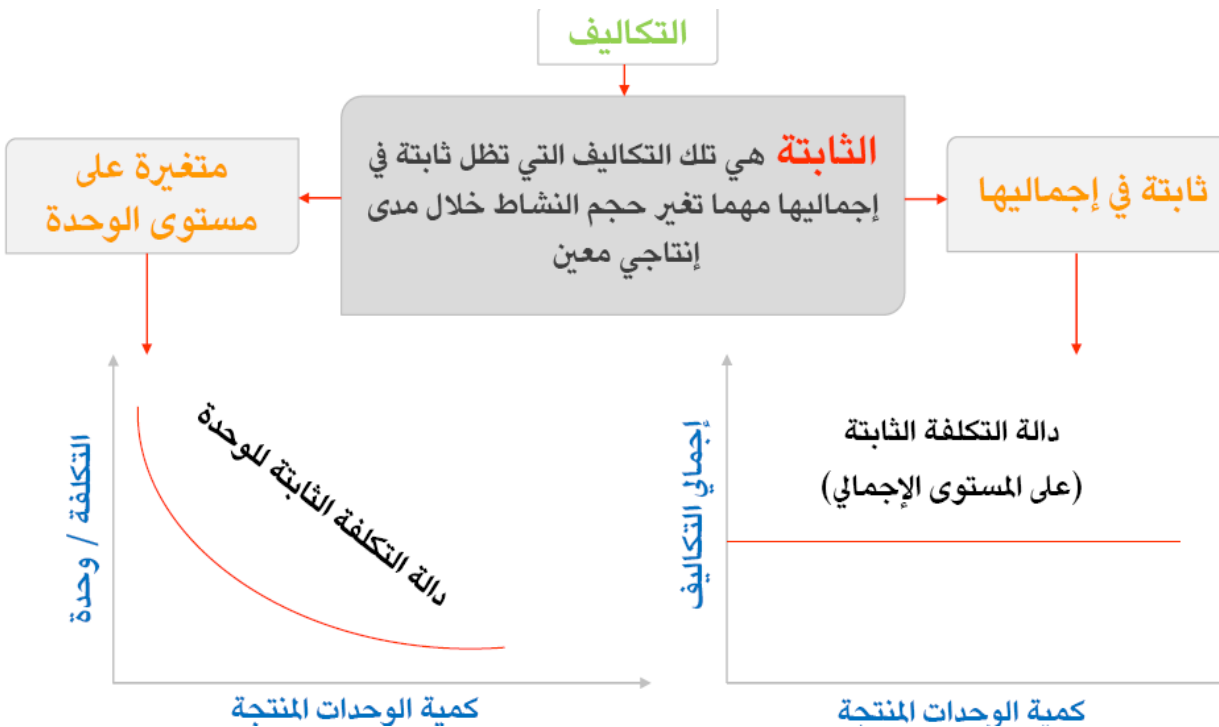 التكاليف
الثابتة هي تلك التكاليف التي تظل ثابتة في
إجماليها مهما تغير حجم النشاط خلال مدى
إنتاجي معين
ثابتة في إجماليها
متغيرة على
مستوى الوحدة
إجمالي التكاليف
دالة التكلفة الثابتة
(على المستوى الإجمالي)
كمية الوحدات المنتجة
التكلفة / وحدة
دالة التكلفة الثابتة للوحدة
كمية الوحدات المنتجة